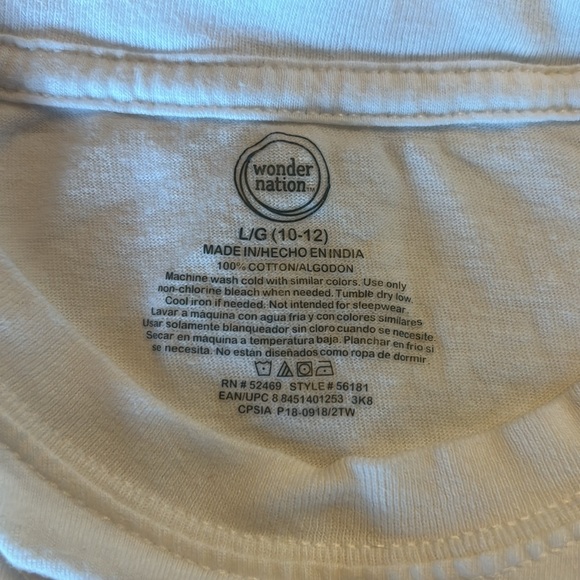 wonder
nation™
L/G (10-12)
MADE IN/HECHO EN INDIA
100% COTTON/ALGODON
Machine wash cold with similar colors. Use only
non-chlorine bleach when needed. Tumble dry low.
Cool iron if needed. Not intended for sleepwear.
Lavar a máquina con agua fria y con colores similares
Usar solamente blanqueador sin cloro cuando se necesite
Secar en máquina a temperatura baja. Planchar en frio si
se necesita. No están diseñados como ropa de dormir
RN # 52469 STYLE # 56181
EAN/UPC 8 8451401253 3K8
CPSIA P18-0918/2TW